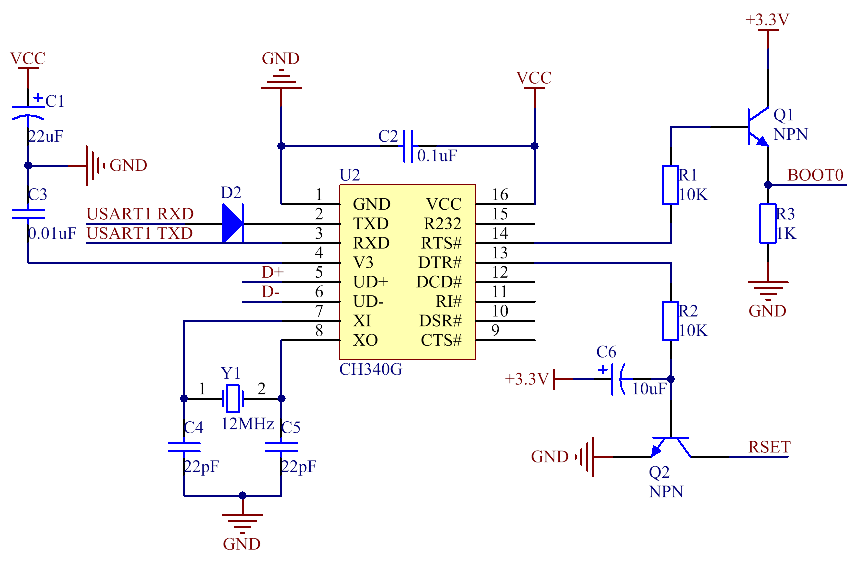 +3.3V
VCC
GND
VCC
C1
22uF
GND
C2
0.1uF
Q1
NPN
U2
R1
10K
BOOT0
C3
0.01uF
D2
USART1 RXD
USART1 TXD
R3
1K
GND
1 GND VCC 16
2 TXD R232 15
3 RXD RTS# 14
4 V3 DTR# 13
5 UD+ DCD# 12
6 UD- RI# 11
7 XI DSR# 10
8 XO CTS# 9
D+
D-
CH340G
R2
10K
Y1
1 2
12MHz
C4
22pF
C5
22pF
GND
+3.3V
C6
+
10uF
GND
Q2
NPN
RSET